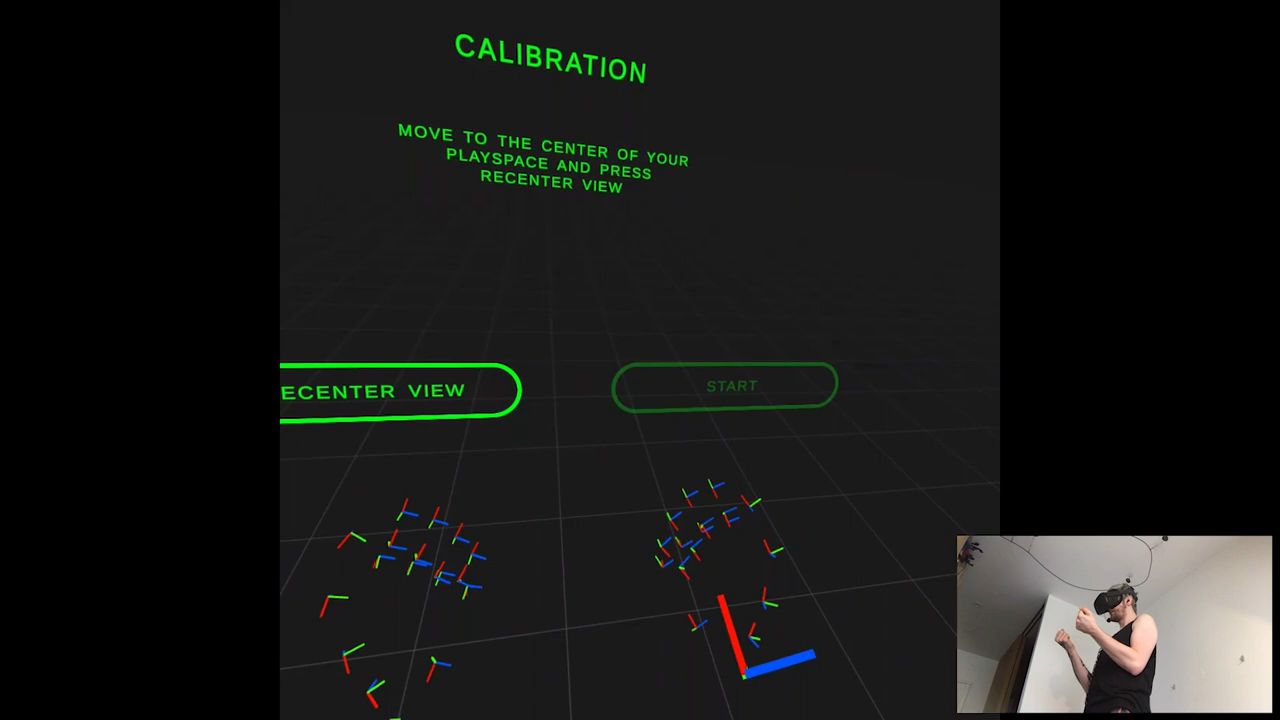 CALIBRATION
MOVE TO THE CENTER OF YOUR
PLAYSPACE AND PRESS
RECENTER VIEW
ECENTER VIEW
START